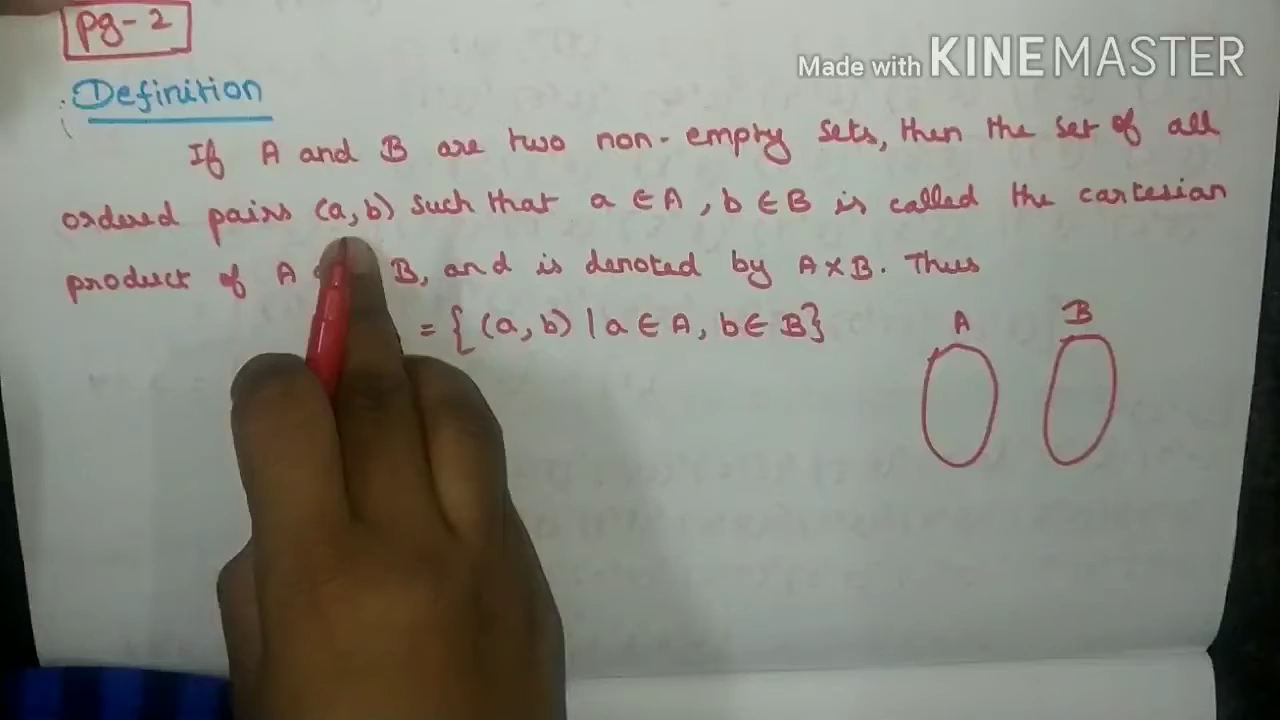 Pg-2
Made with KINEMASTER
Definition
If A and B are two non-empty sets, then the set of all
ordered pairs (a,b) such that a ∈ A, b ∈ B is called the cartesian
product of A B, and is denoted by A×B. Thus
= {(a,b) | a ∈ A, b ∈ B}
A B